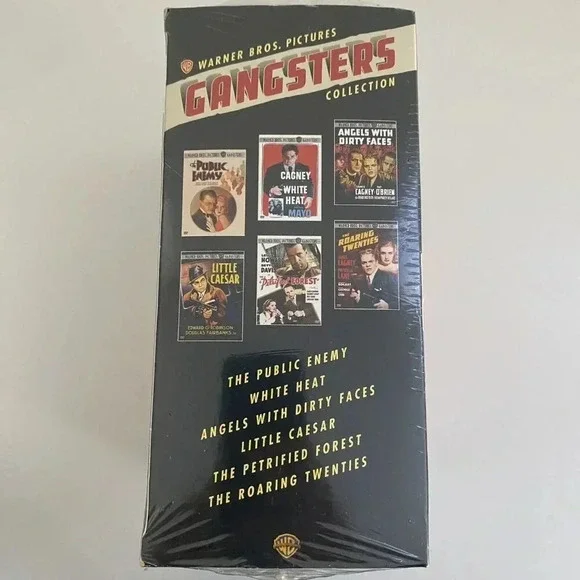 WARNER BROS. PICTURES
GANGSTERS
COLLECTION
The Public
ENEMY
CAGNEY
WHITE
HEAT
MAYO
ANGELS WITH
DIRTY FACES
CAGNEY O'BRIEN
LITTLE
CAESAR
EDWARD G. ROBINSON
DOUGLAS FAIRBANKS Jr.
DAVIS
The Petrified FOREST
THE ROARING
TWENTIES
THE PUBLIC ENEMY
WHITE HEAT
ANGELS WITH DIRTY FACES
LITTLE CAESAR
THE PETRIFIED FOREST
THE ROARING TWENTIES
WB